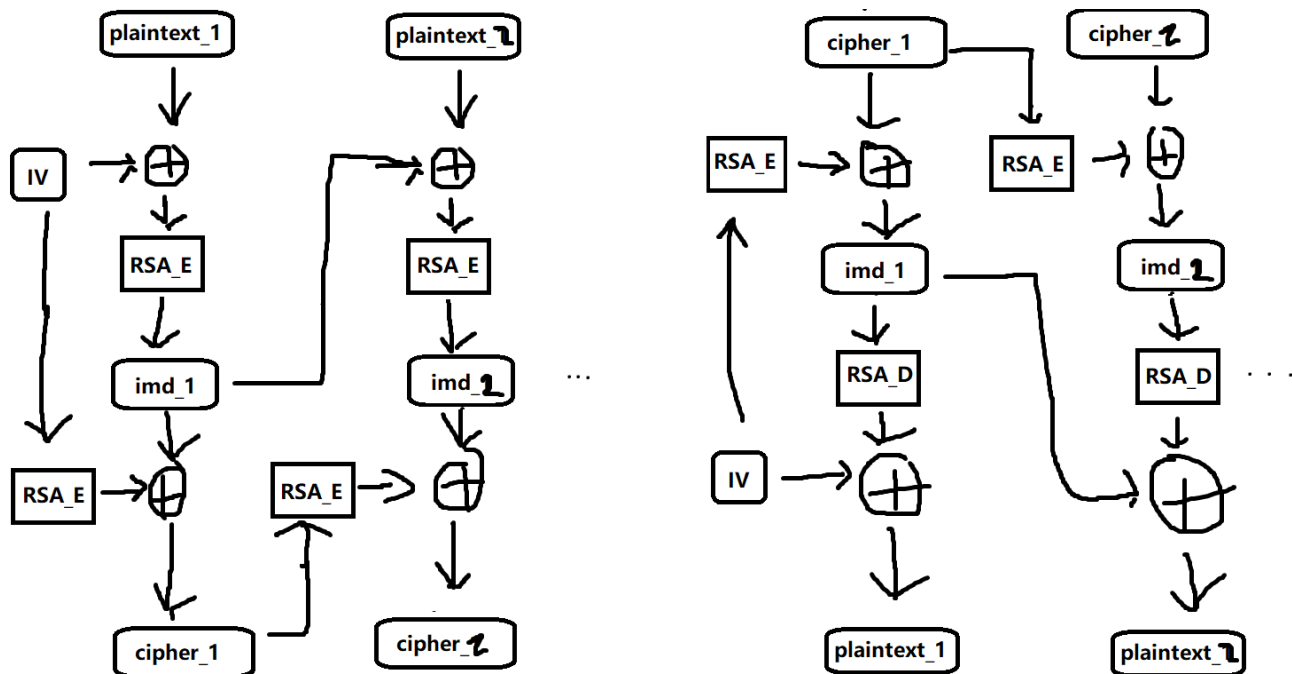 plaintext_1
plaintext_2
IV
RSA_E
RSA_E
imd_1
imd_2
...
RSA_E
RSA_E
cipher_1
cipher_2
cipher_1
cipher_2
RSA_E
RSA_E
imd_1
imd_2
RSA_D
RSA_D
. . .
IV
plaintext_1
plaintext_2